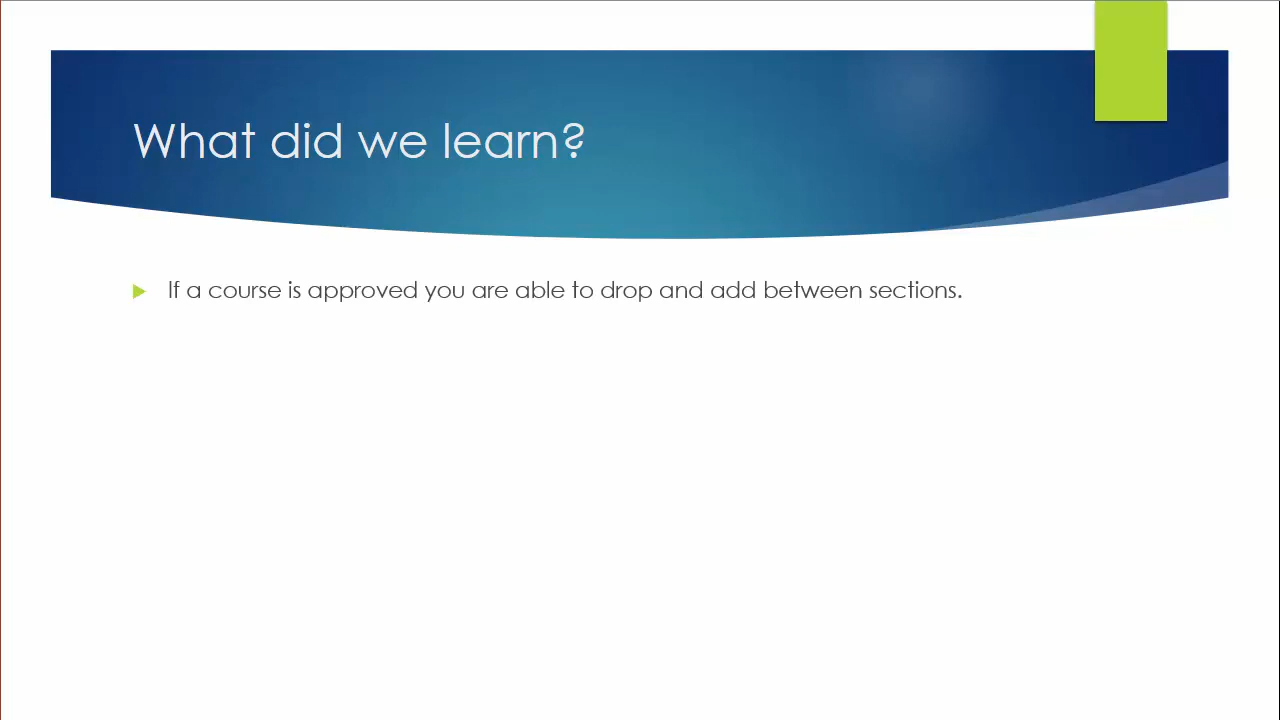 What did we learn?
If a course is approved you are able to drop and add between sections.